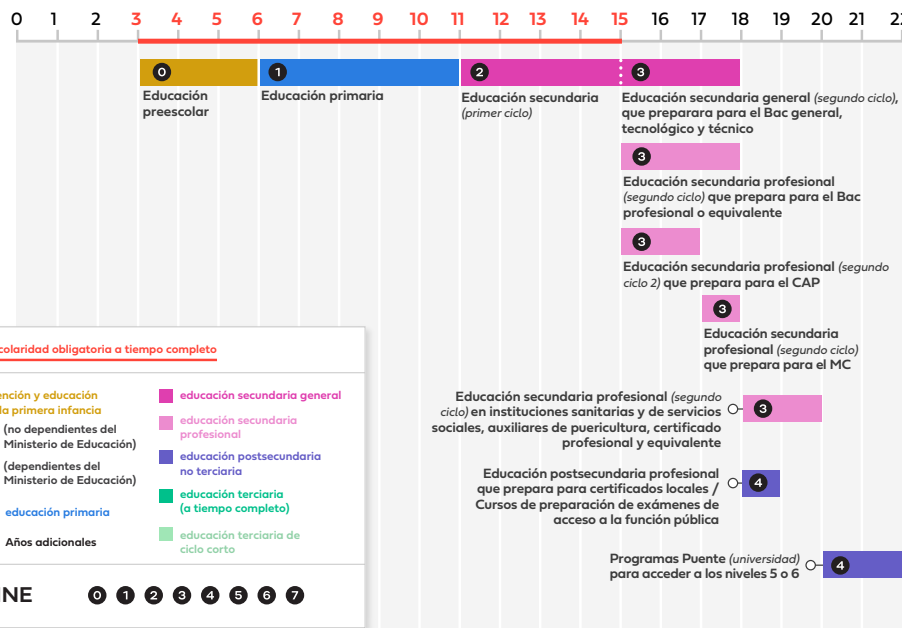 0 1 2 3 4 5 6 7 8 9 10 11 12 13 14 15 16 17 18 19 20 21
0
1
2
3
Educación
preescolar
Educación primaria
Educación secundaria
(primer ciclo)
Educación secundaria general (segundo ciclo),
que preparara para el Bac general,
tecnológico y técnico
3
Educación secundaria profesional
(segundo ciclo) que prepara para el Bac
profesional o equivalente
3
Educación secundaria profesional (segundo
ciclo 2) que prepara para el CAP
3
Educación secundaria
profesional (segundo ciclo)
que prepara para el MC
Educación secundaria profesional (segundo
ciclo) en instituciones sanitarias y de servicios
sociales, auxiliares de puericultura, certificado
profesional y equivalente
3
Educación postsecundaria profesional
que prepara para certificados locales /
Cursos de preparación de exámenes de
acceso a la función pública
4
Programas Puente (universidad)
para acceder a los niveles 5 o 6
4
colaridad obligatoria a tiempo completo
ención y educación
la primera infancia
(no dependientes del
Ministerio de Educación)
(dependientes del
Ministerio de Educación)
educación primaria
Años adicionales
educación secundaria general
educación secundaria
profesional
educación postsecundaria
no terciaria
educación terciaria
(a tiempo completo)
educación terciaria de
ciclo corto
INE 0 1 2 3 4 5 6 7